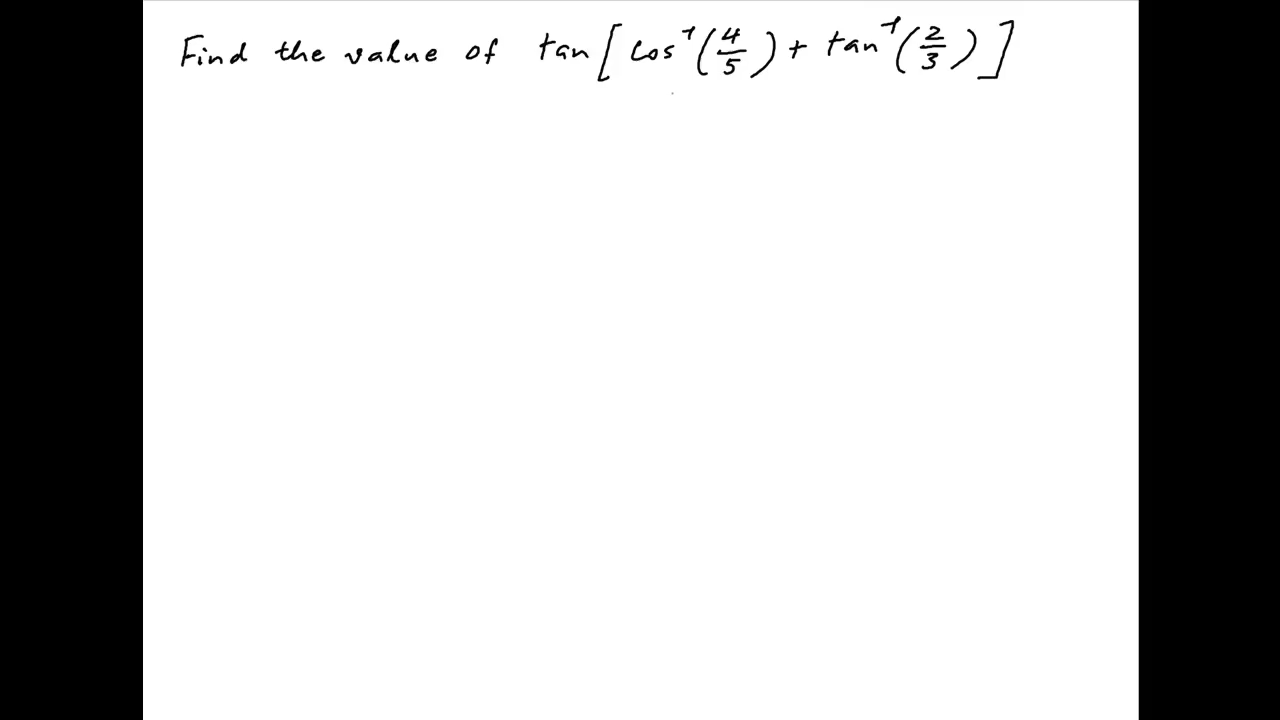 Find the value of tan[cos⁻¹(4/5) + tan⁻¹(2/3)]